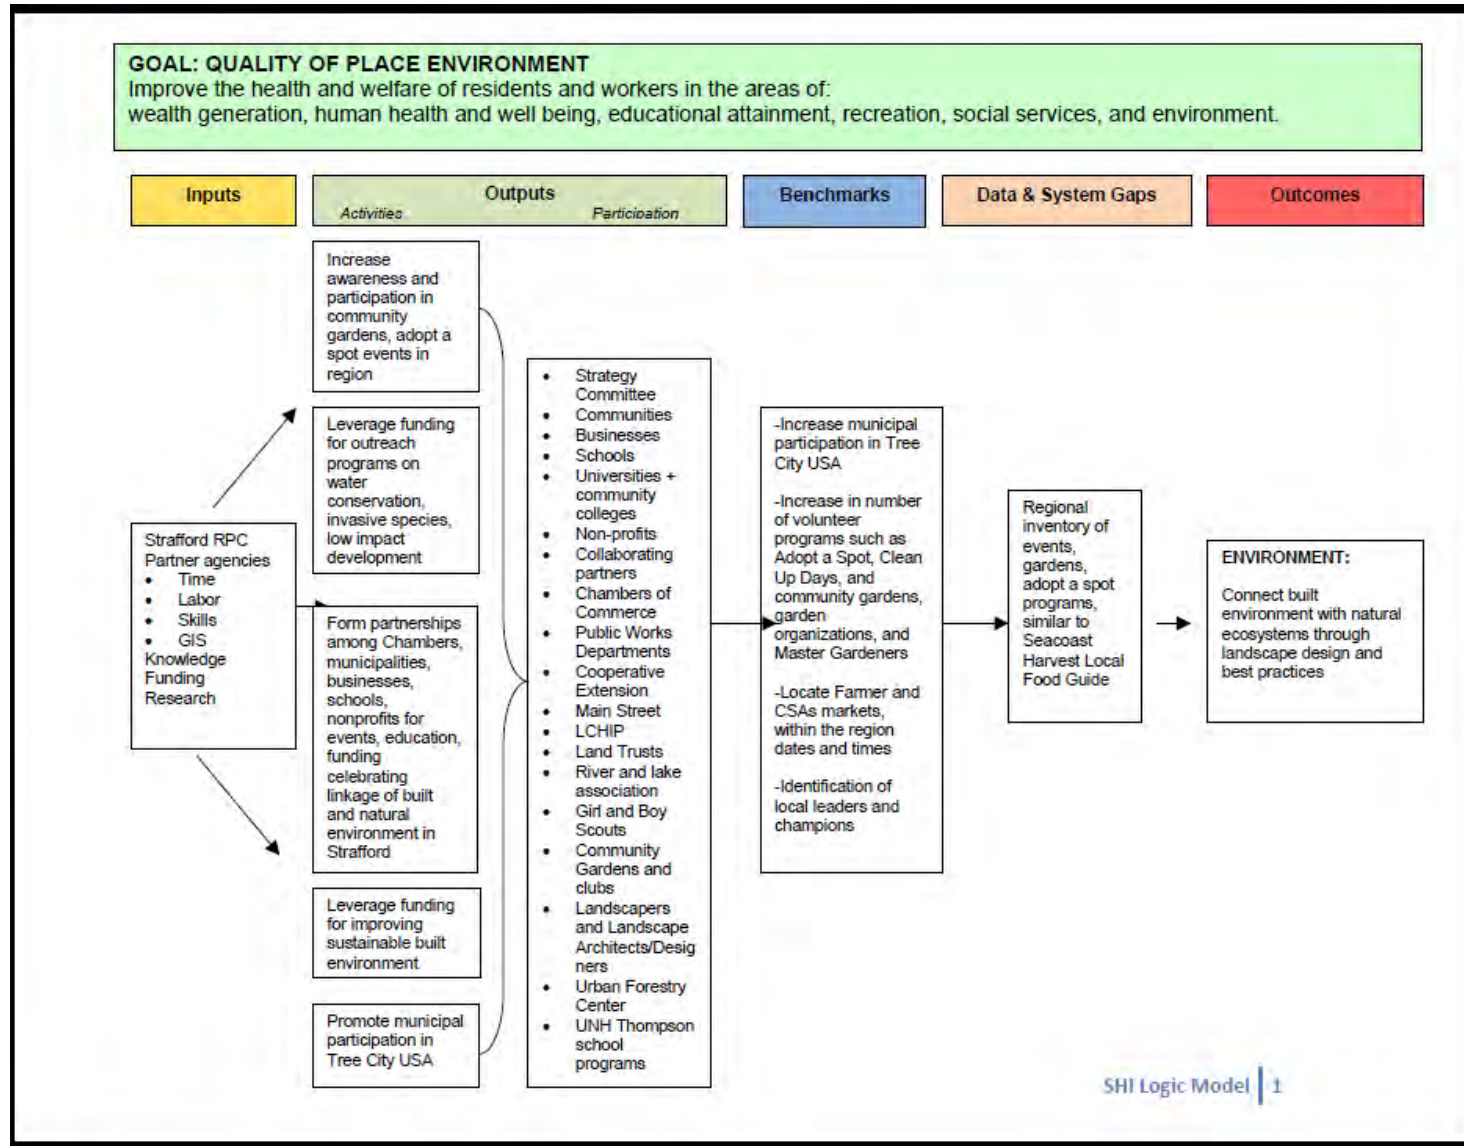 GOAL: QUALITY OF PLACE ENVIRONMENT
Improve the health and welfare of residents and workers in the areas of:
wealth generation, human health and well being, educational attainment, recreation, social services, and environment.
Inputs
Outputs
Activities
Participation
Benchmarks
Data & System Gaps
Outcomes
Strafford RPC
Partner agencies
• Time
• Labor
• Skills
• GIS
Knowledge
Funding
Research
Increase
awareness and
participation in
community
gardens, adopt a
spot events in
region
Leverage funding
for outreach
programs on
water
conservation,
invasive species,
low impact
development
Form partnerships
among Chambers,
municipalities,
businesses,
schools,
nonprofits for
events, education,
funding
celebrating
linkage of built
and natural
environment in
Strafford
Leverage funding
for improving
sustainable built
environment
Promote municipal
participation in
Tree City USA
• Strategy
Committee
• Communities
• Businesses
• Schools
• Universities +
community
colleges
• Non-profits
• Collaborating
partners
• Chambers of
Commerce
• Public Works
Departments
• Cooperative
Extension
• Main Street
• LCHIP
• Land Trusts
• River and lake
association
• Girl and Boy
Scouts
• Community
Gardens and
clubs
• Landscapers
and Landscape
Architects/Desig
ners
• Urban Forestry
Center
• UNH Thompson
school
programs
-Increase municipal
participation in Tree
City USA
-Increase in number
of volunteer
programs such as
Adopt a Spot, Clean
Up Days, and
community gardens,
garden
organizations, and
Master Gardeners
-Locate Farmer and
CSAs markets,
within the region
dates and times
-Identification of
local leaders and
champions
Regional
inventory of
events,
gardens,
adopt a spot
programs,
similar to
Seacoast
Harvest Local
Food Guide
ENVIRONMENT:
Connect built
environment with natural
ecosystems through
landscape design and
best practices
SHI Logic Model | 1